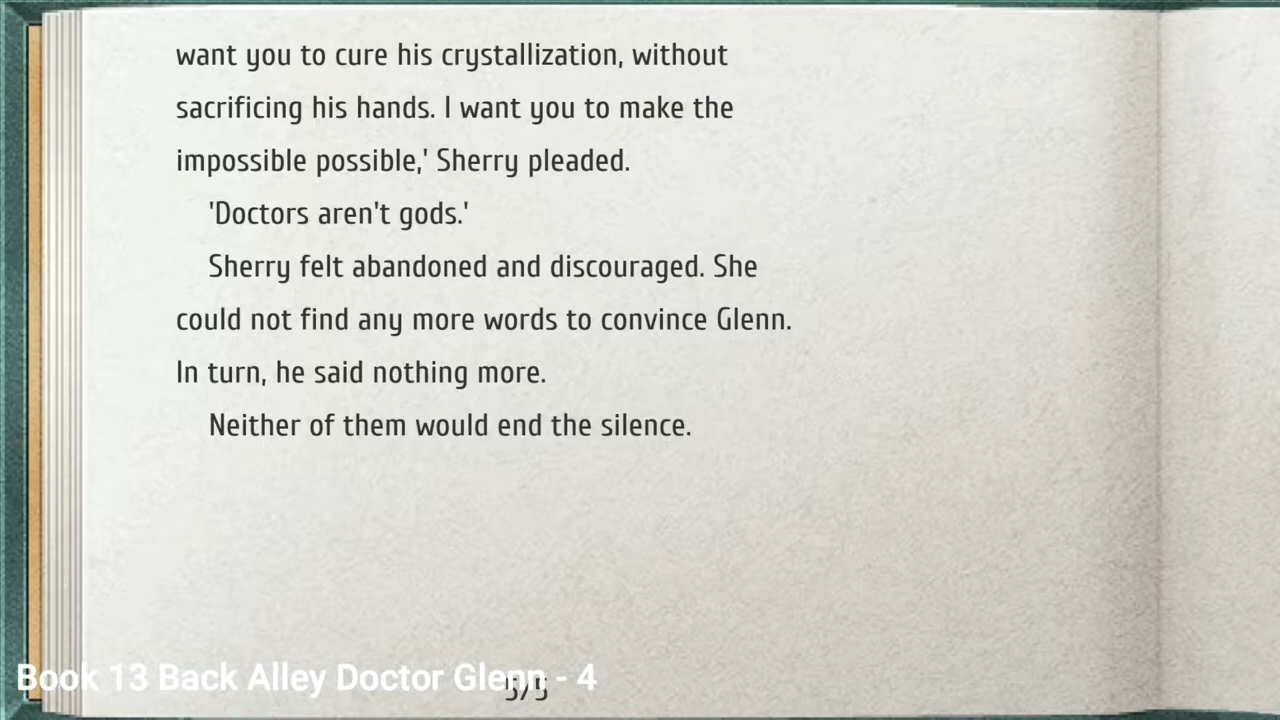 want you to cure his crystallization, without
sacrificing his hands. I want you to make the
impossible possible,' Sherry pleaded.
'Doctors aren't gods.'
Sherry felt abandoned and discouraged. She
could not find any more words to convince Glenn.
In turn, he said nothing more.
Neither of them would end the silence.
Book 13 Back Alley Doctor Glenn - 4
5/5